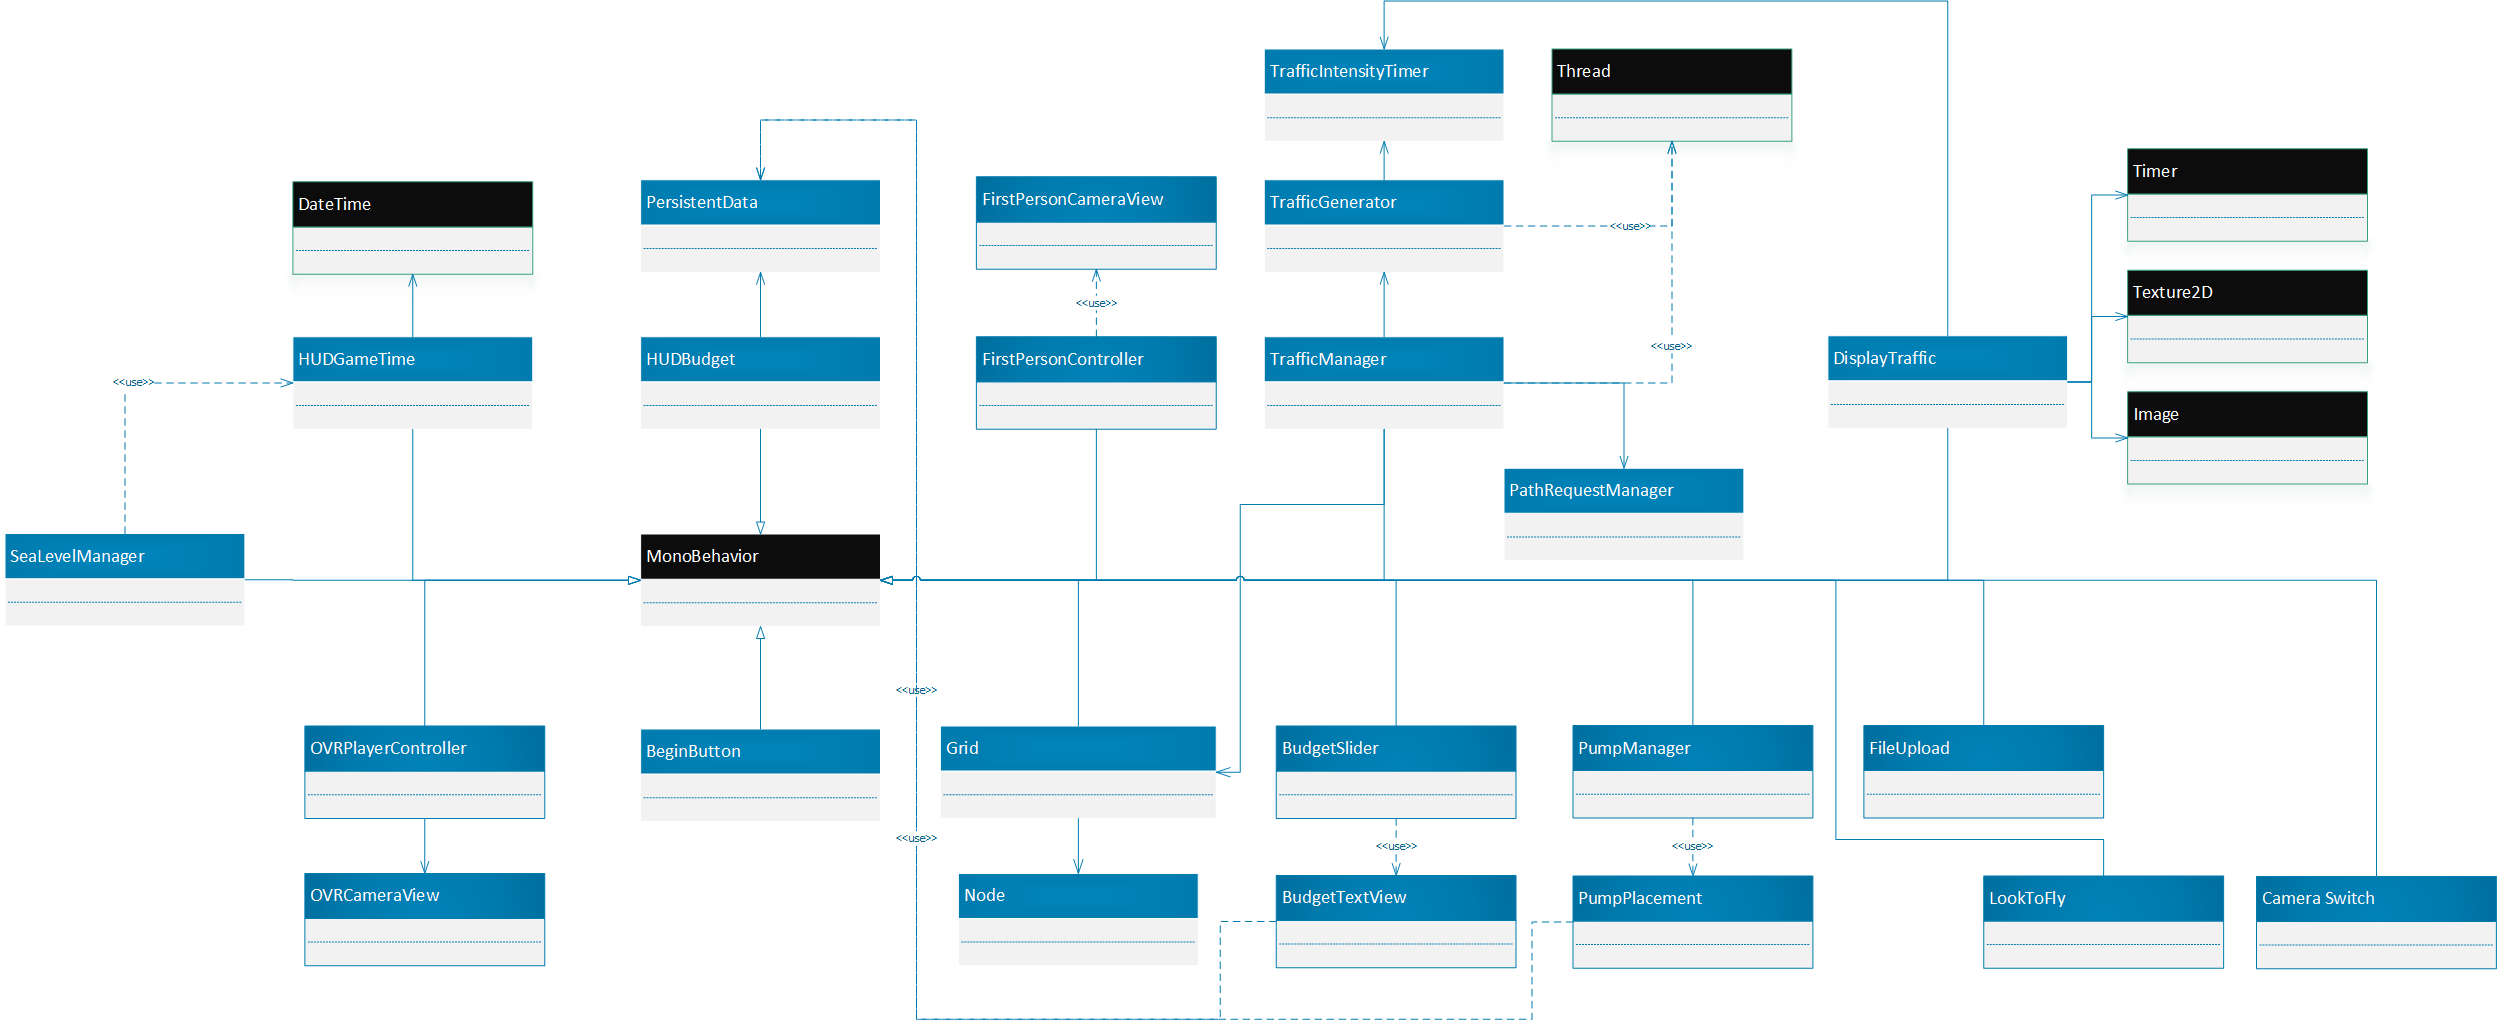 TrafficIntensityTimer
Thread
Timer
DateTime
PersistentData
FirstPersonCameraView
TrafficGenerator
<<use>>
Texture2D
<<use>>
<<use>>
HUDGameTime
HUDBudget
FirstPersonController
TrafficManager
DisplayTraffic
<<use>>
Image
PathRequestManager
SeaLevelManager
MonoBehavior
<<use>>
OVRPlayerController
BeginButton
Grid
BudgetSlider
PumpManager
FileUpload
<<use>>
<<use>>
<<use>>
OVRCameraView
Node
BudgetTextView
PumpPlacement
LookToFly
Camera Switch